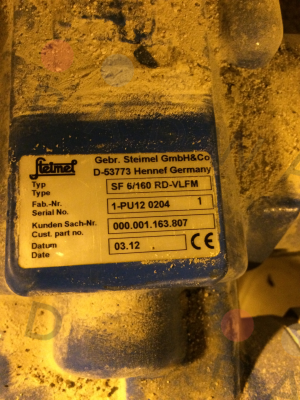 Steimel
Gebr. Steimel GmbH&Co
D-53773 Hennef Germany
Typ
Type
SF 6/160 RD-VLFM
Fab.-Nr.
Serial No.
1-PU12 0204 1
Kunden Sach-Nr.
Cust. part no.
000.001.163.807
Datum
Date
03.12
CE